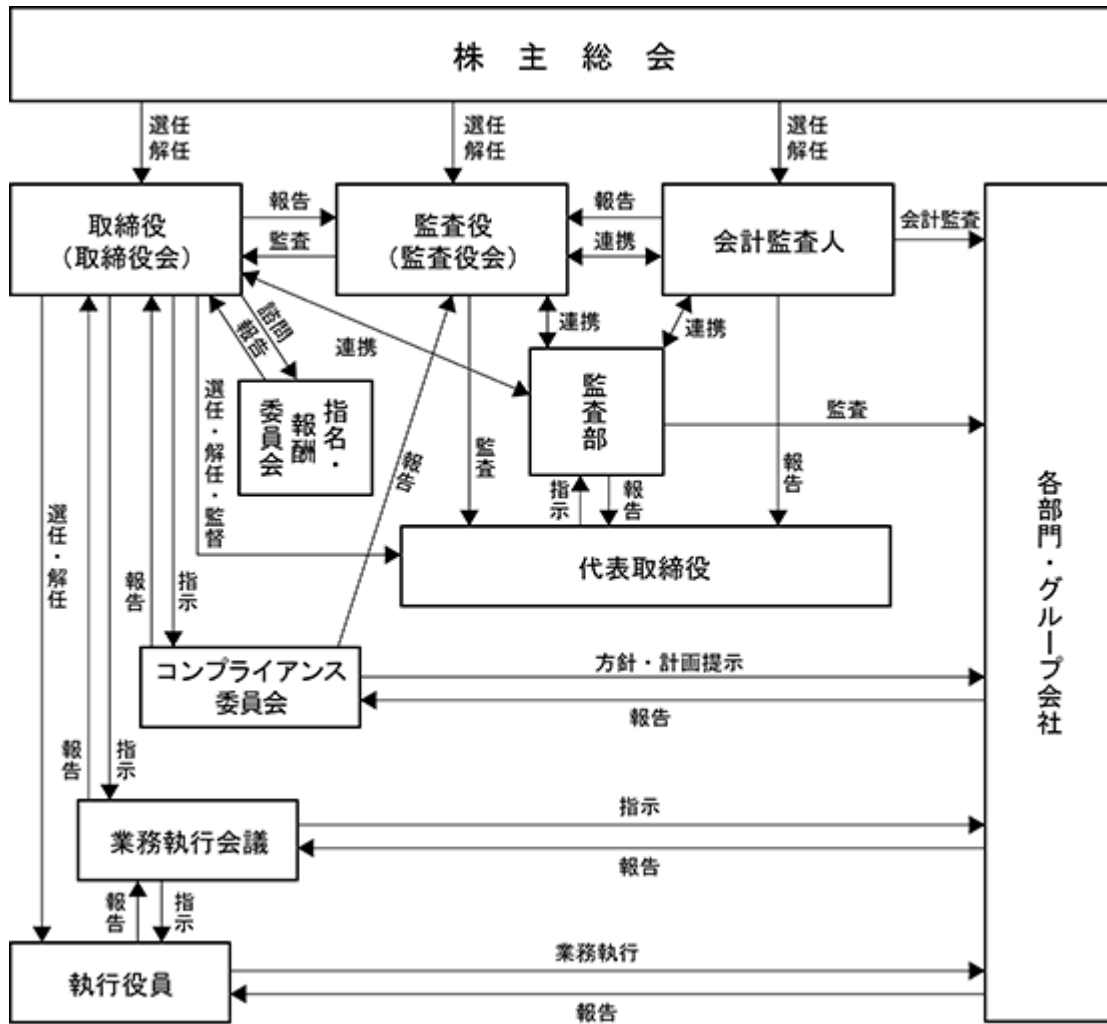 株主総会
選任
解任
選任
解任
選任
解任
取締役
(取締役会)
報告
監査
監査役
(監査役会)
報告
連携
会計監査人
会計監査
諮問
報告
連携
連携
連携
指名・
報酬
委員会
監査部
監査
選任・解任・監督
報告
監査
指示
報告
報告
代表取締役
各部門・グループ会社
選任・解任
報告
指示
コンプライアンス
委員会
方針・計画提示
報告
報告
指示
業務執行会議
指示
報告
報告
指示
執行役員
業務執行
報告